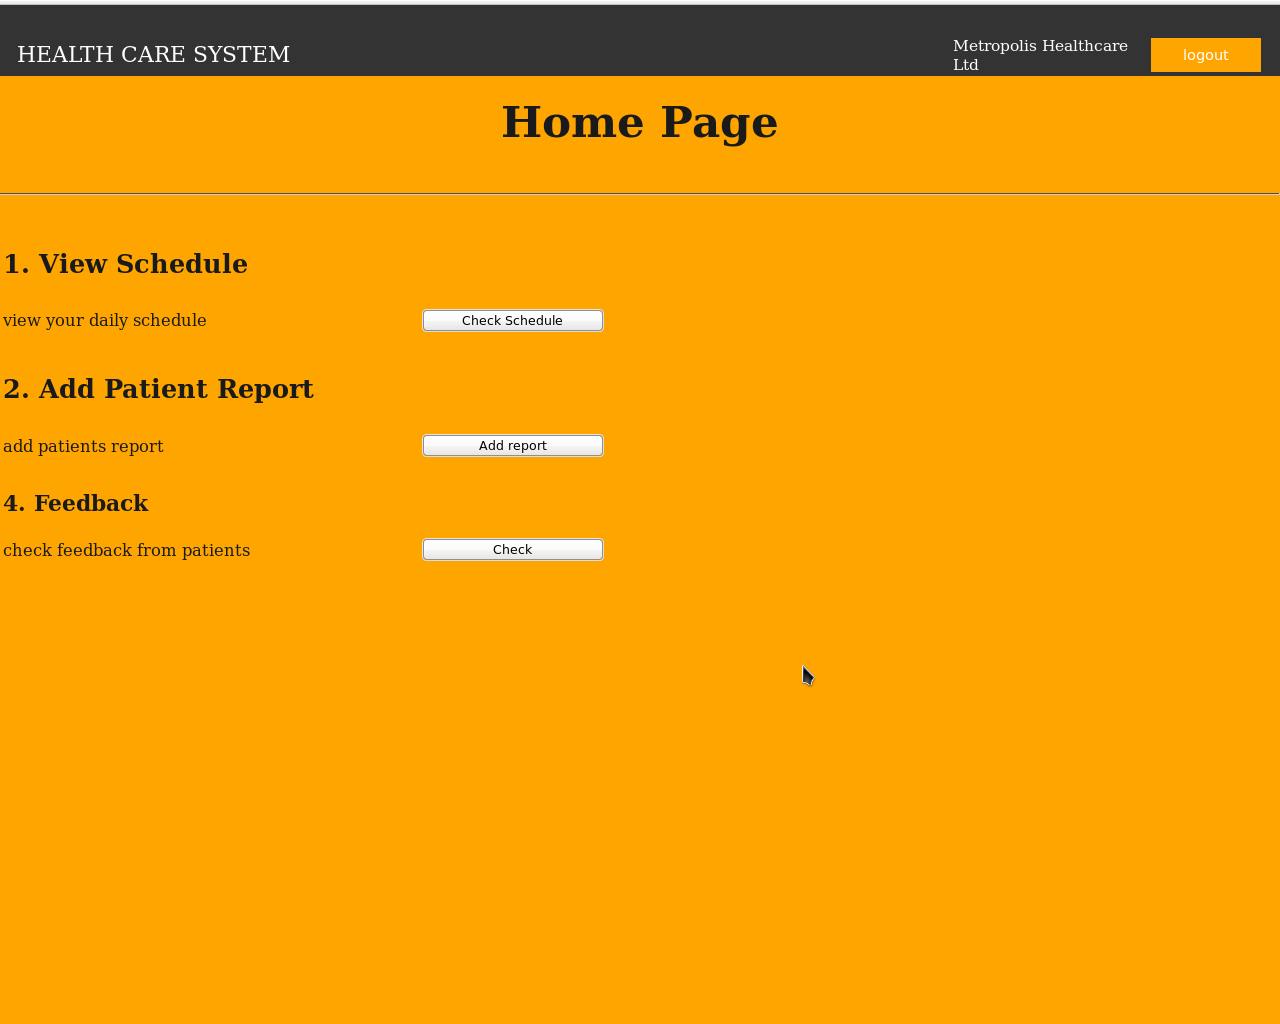 HEALTH CARE SYSTEM
Metropolis Healthcare
Ltd
logout
Home Page
1. View Schedule
view your daily schedule
Check Schedule
2. Add Patient Report
add patients report
Add report
4. Feedback
check feedback from patients
Check